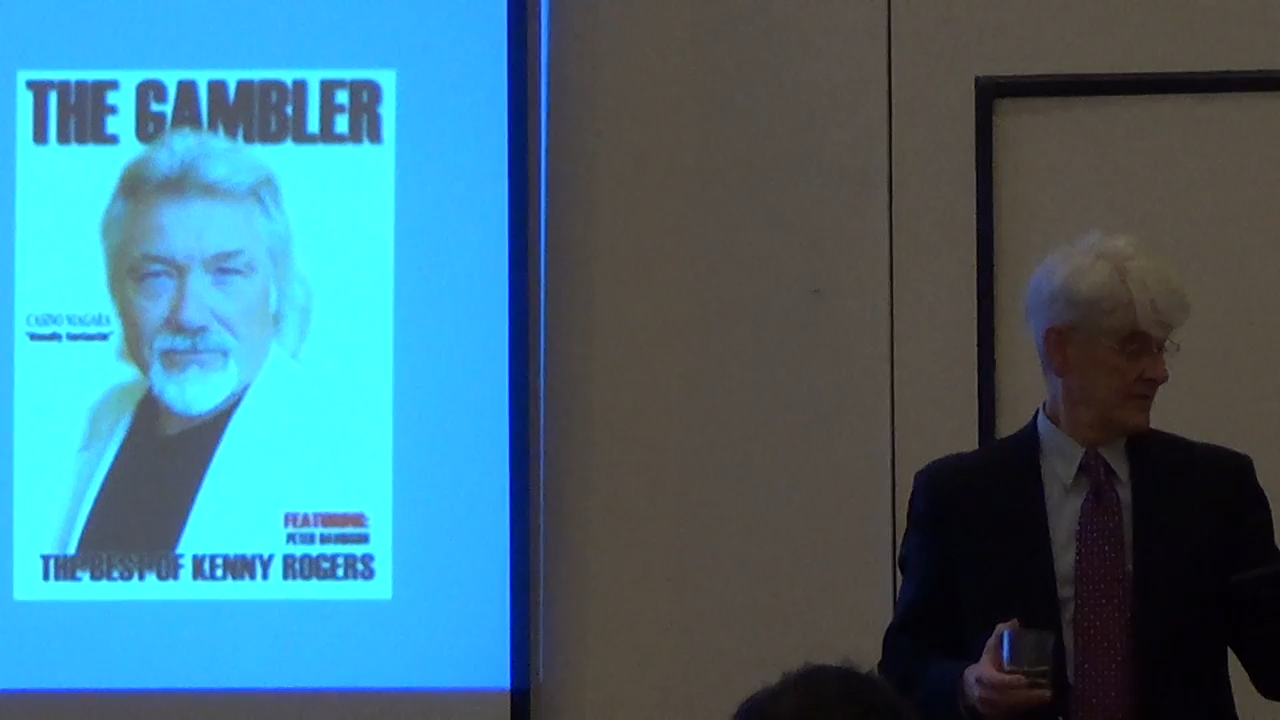 THE GAMBLER
CASINO NIAGARA
FEATURING:
PETER
THE BEST OF KENNY ROGERS